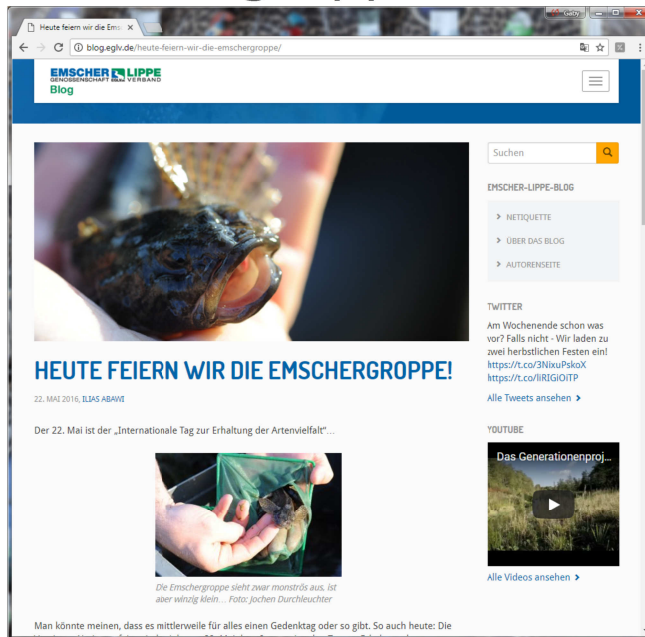 Heute feiern wir die Ems
Gaby
blog.eglv.de/heute-feiern-wir-die-emschergroppe/
EMSCHER LIPPE
GENOSSENSCHAFT VERBAND
Blog
Suchen
EMSCHER-LIPPE-BLOG
> NETIQUETTE
> ÜBER DAS BLOG
> AUTORENSEITE
TWITTER
Am Wochenende schon was
vor? Falls nicht - Wir laden zu
zwei herbstlichen Festen ein!
https://t.co/3NixuPskoX
https://t.co/liRIGiOiTP
Alle Tweets ansehen >
HEUTE FEIERN WIR DIE EMSCHERGROPPE!
22. MAI 2016, ILIAS ABAWI
Der 22. Mai ist der „Internationale Tag zur Erhaltung der Artenvielfalt“...
YOUTUBE
Das Generationenproj...
Alle Videos ansehen >
Die Emschergroppe sieht zwar monströs aus, ist
aber winzig klein... Foto: Jochen Durchleuchter
Man könnte meinen, dass es mittlerweile für alles einen Gedenktag oder so gibt. So auch heute: Die